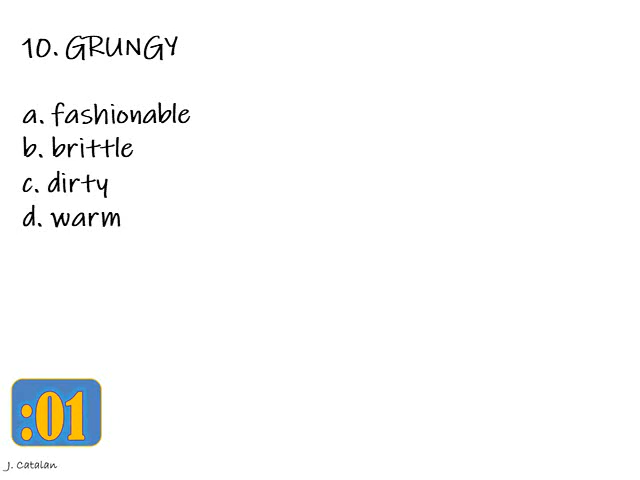 10. GRUNGY
a. fashionable
b. brittle
c. dirty
d. warm
:01
J. Catalan